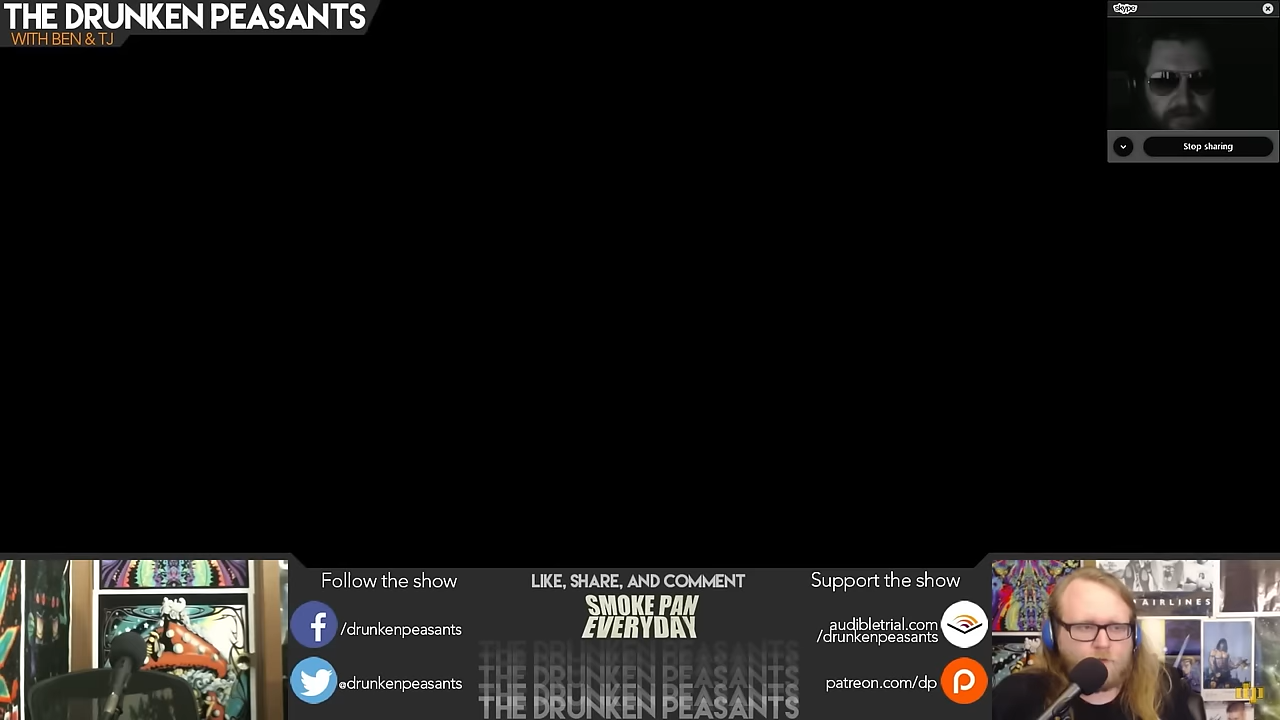 THE DRUNKEN PEASANTS
WITH BEN & TJ
skype
Stop sharing
Follow the show
/drunkenpeasants
@drunkenpeasants
LIKE, SHARE, AND COMMENT
SMOKE PAN
EVERYDAY
THE DRUNKEN PEASANTS
THE DRUNKEN PEASANTS
THE DRUNKEN PEASANTS
Support the show
audibletrial.com
/drunkenpeasants
patreon.com/dp
AIRLINES
dp